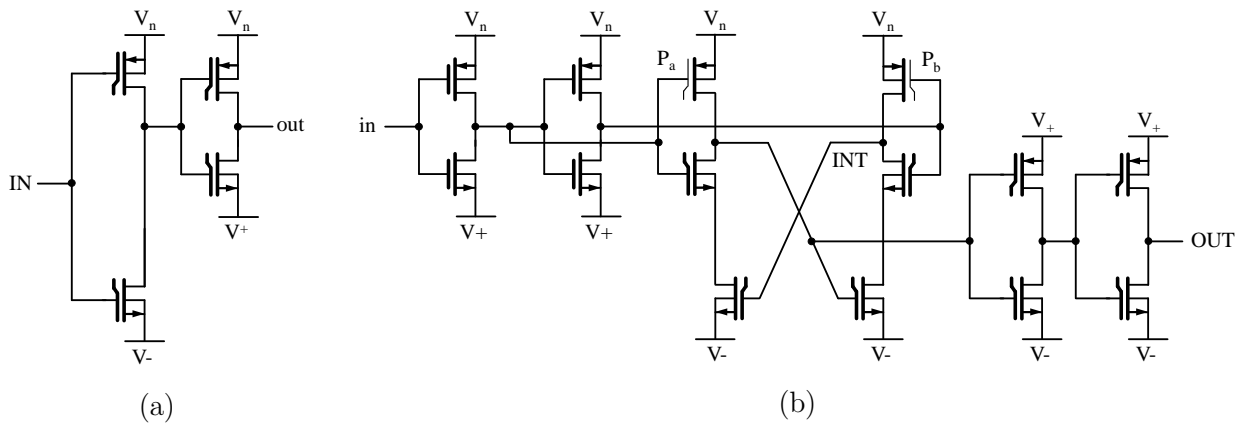 Vn Vn
IN
out
V+
V-
(a)
Vn Vn Vn Vn
Pa Pb
in
INT
V+ V+
V+ V+
OUT
V- V- V- V-
(b)